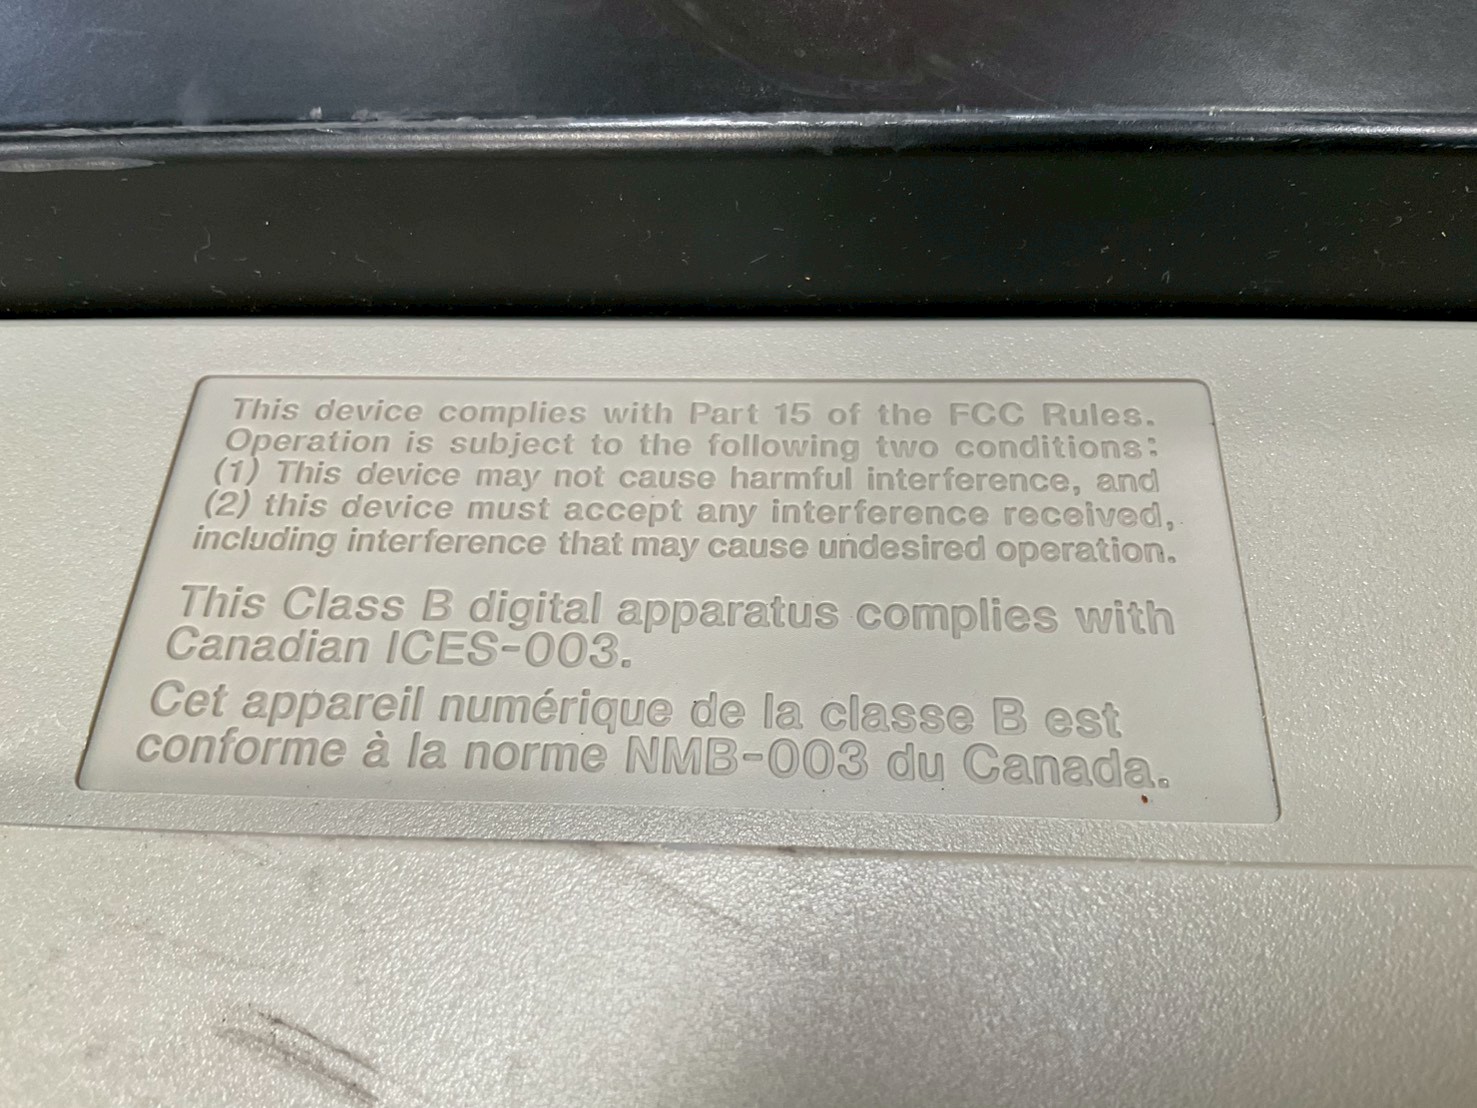 This device complies with Part 15 of the FCC Rules.
Operation is subject to the following two conditions:
(1) This device may not cause harmful interference, and
(2) this device must accept any interference received,
including interference that may cause undesired operation.
This Class B digital apparatus complies with
Canadian ICES-003.
Cet appareil numérique de la classe B est
conforme à la norme NMB-003 du Canada.